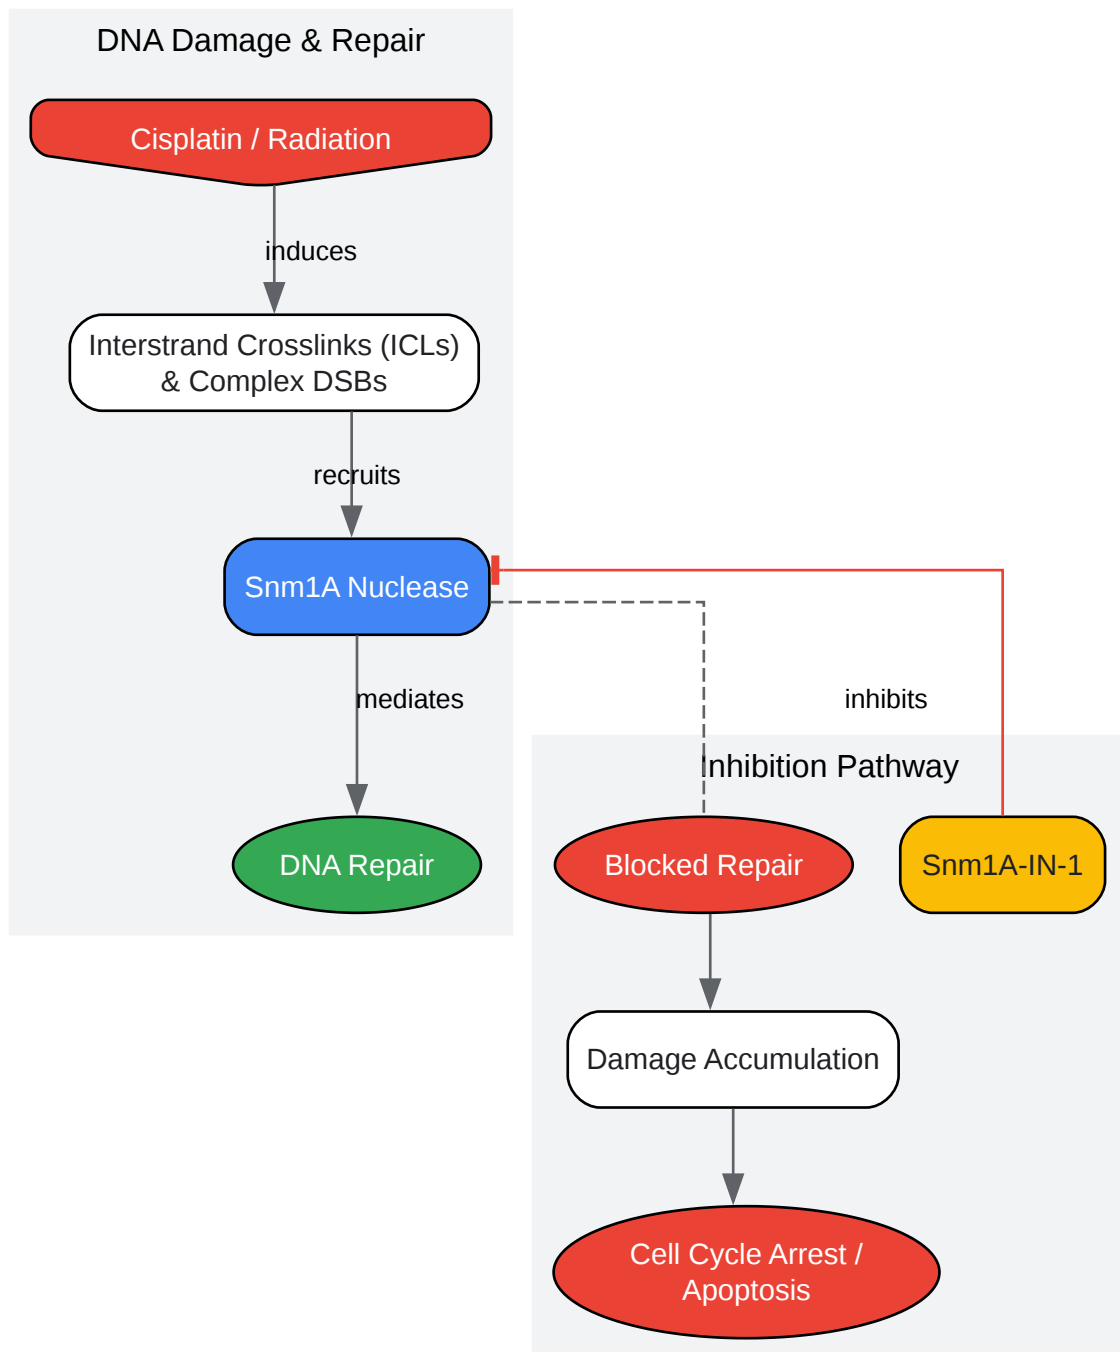 DNA Damage & Repair
Cisplatin / Radiation
induces
Interstrand Crosslinks (ICLs)
& Complex DSBs
recruits
Snm1A Nuclease
mediates
inhibits
Inhibition Pathway
DNA Repair
Blocked Repair
Snm1A-IN-1
Damage Accumulation
Cell Cycle Arrest /
Apoptosis